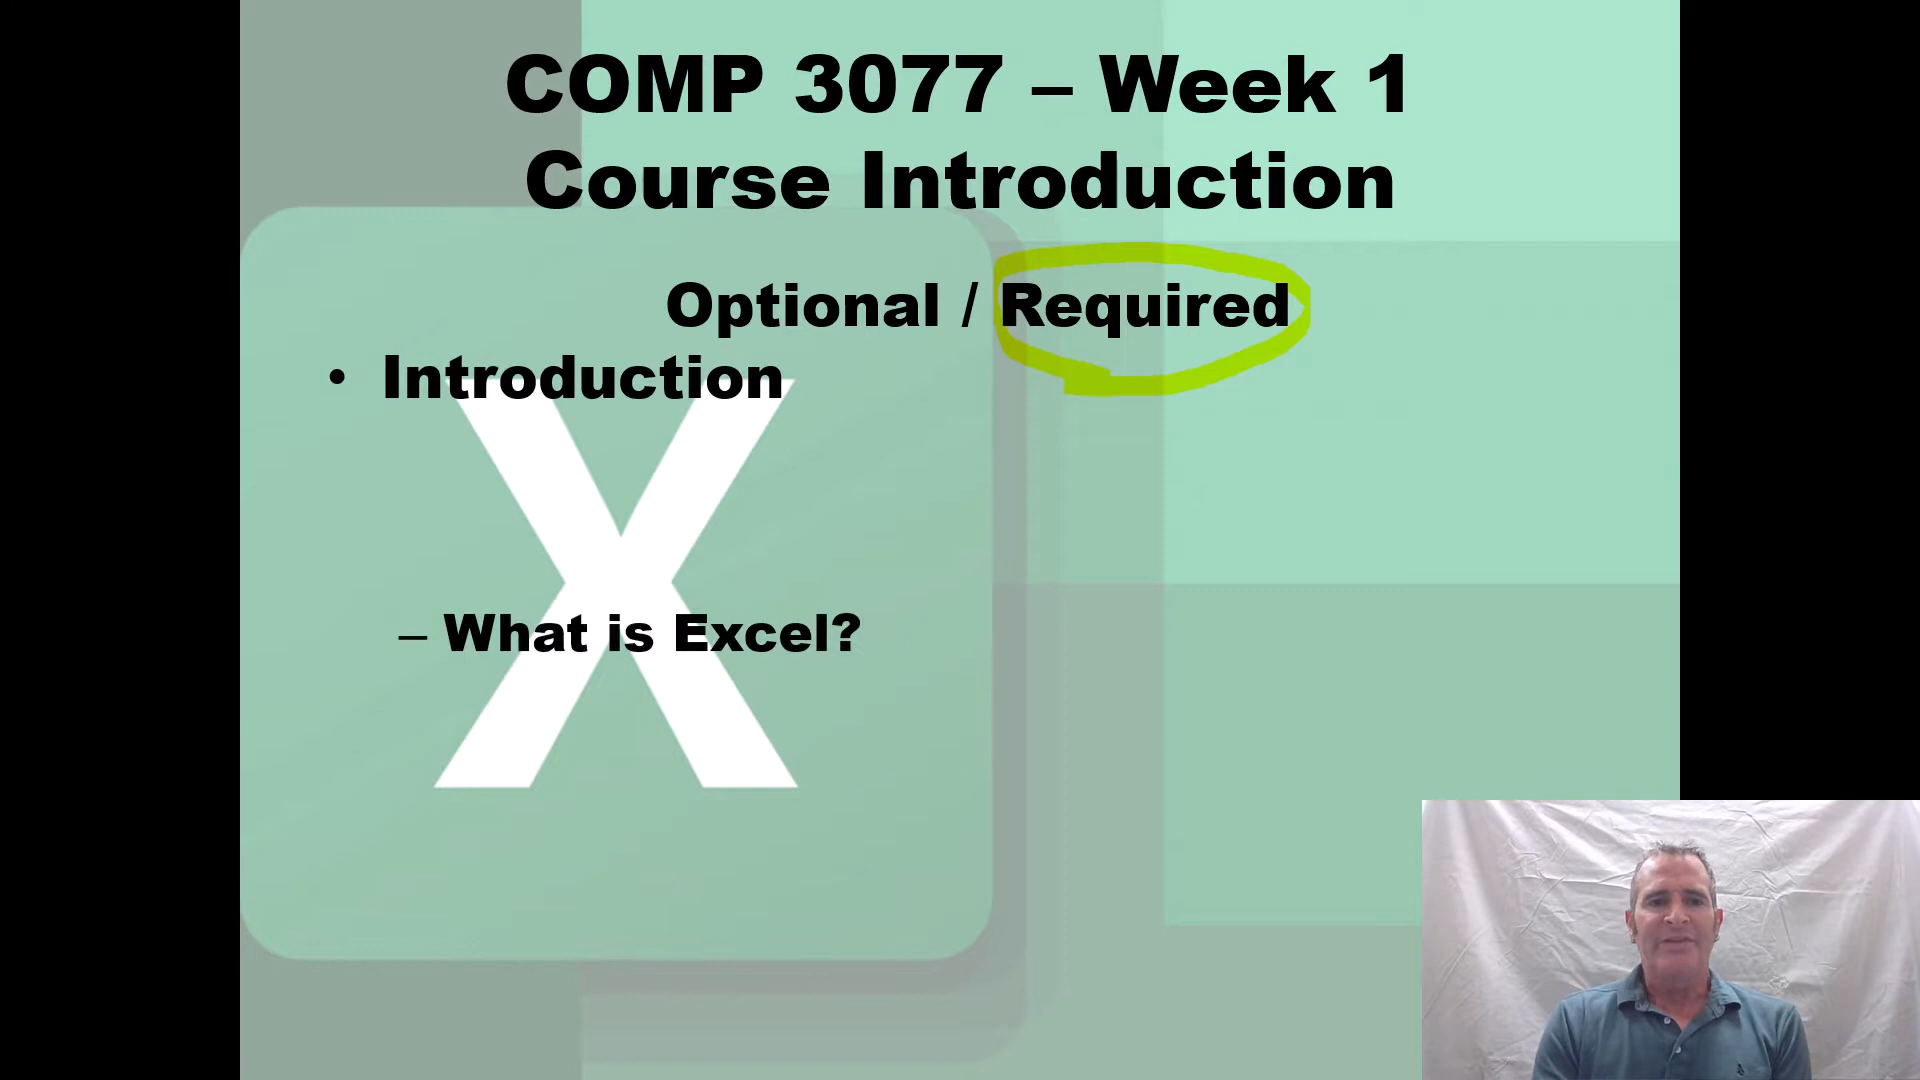 COMP 3077 – Week 1
Course Introduction
Optional / Required
• Introduction
X
– What is Excel?